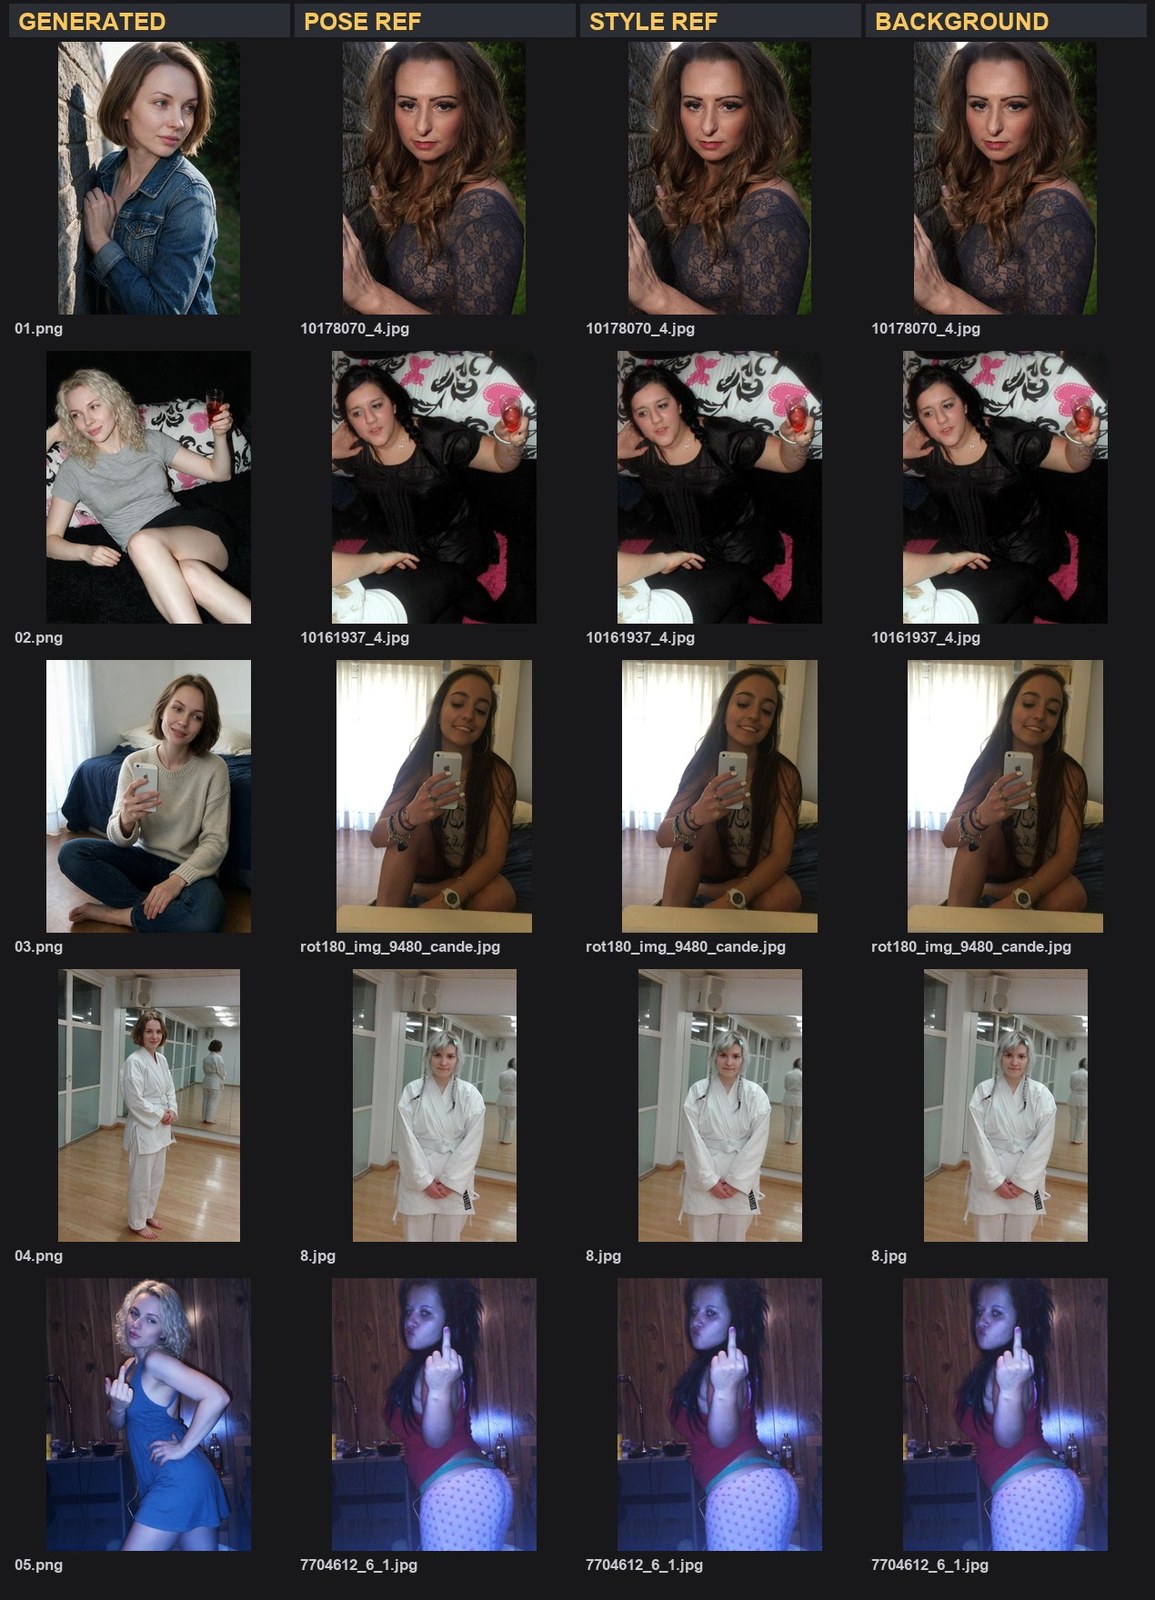 GENERATED POSE REF STYLE REF BACKGROUND
01.png 10178070_4.jpg 10178070_4.jpg 10178070_4.jpg
02.png 10161937_4.jpg 10161937_4.jpg 10161937_4.jpg
03.png rot180_img_9480_cande.jpg rot180_img_9480_cande.jpg rot180_img_9480_cande.jpg
04.png 8.jpg 8.jpg 8.jpg
05.png 7704612_6_1.jpg 7704612_6_1.jpg 7704612_6_1.jpg